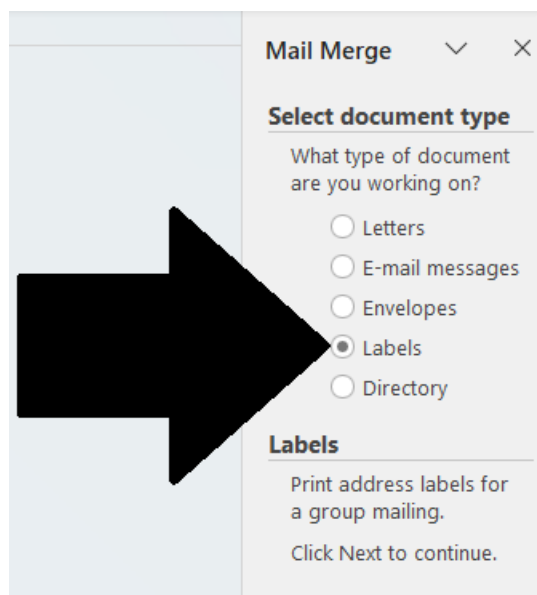 Mail Merge
Select document type
What type of document
are you working on?
Letters
E-mail messages
Envelopes
Labels
Directory
Labels
Print address labels for
a group mailing.
Click Next to continue.